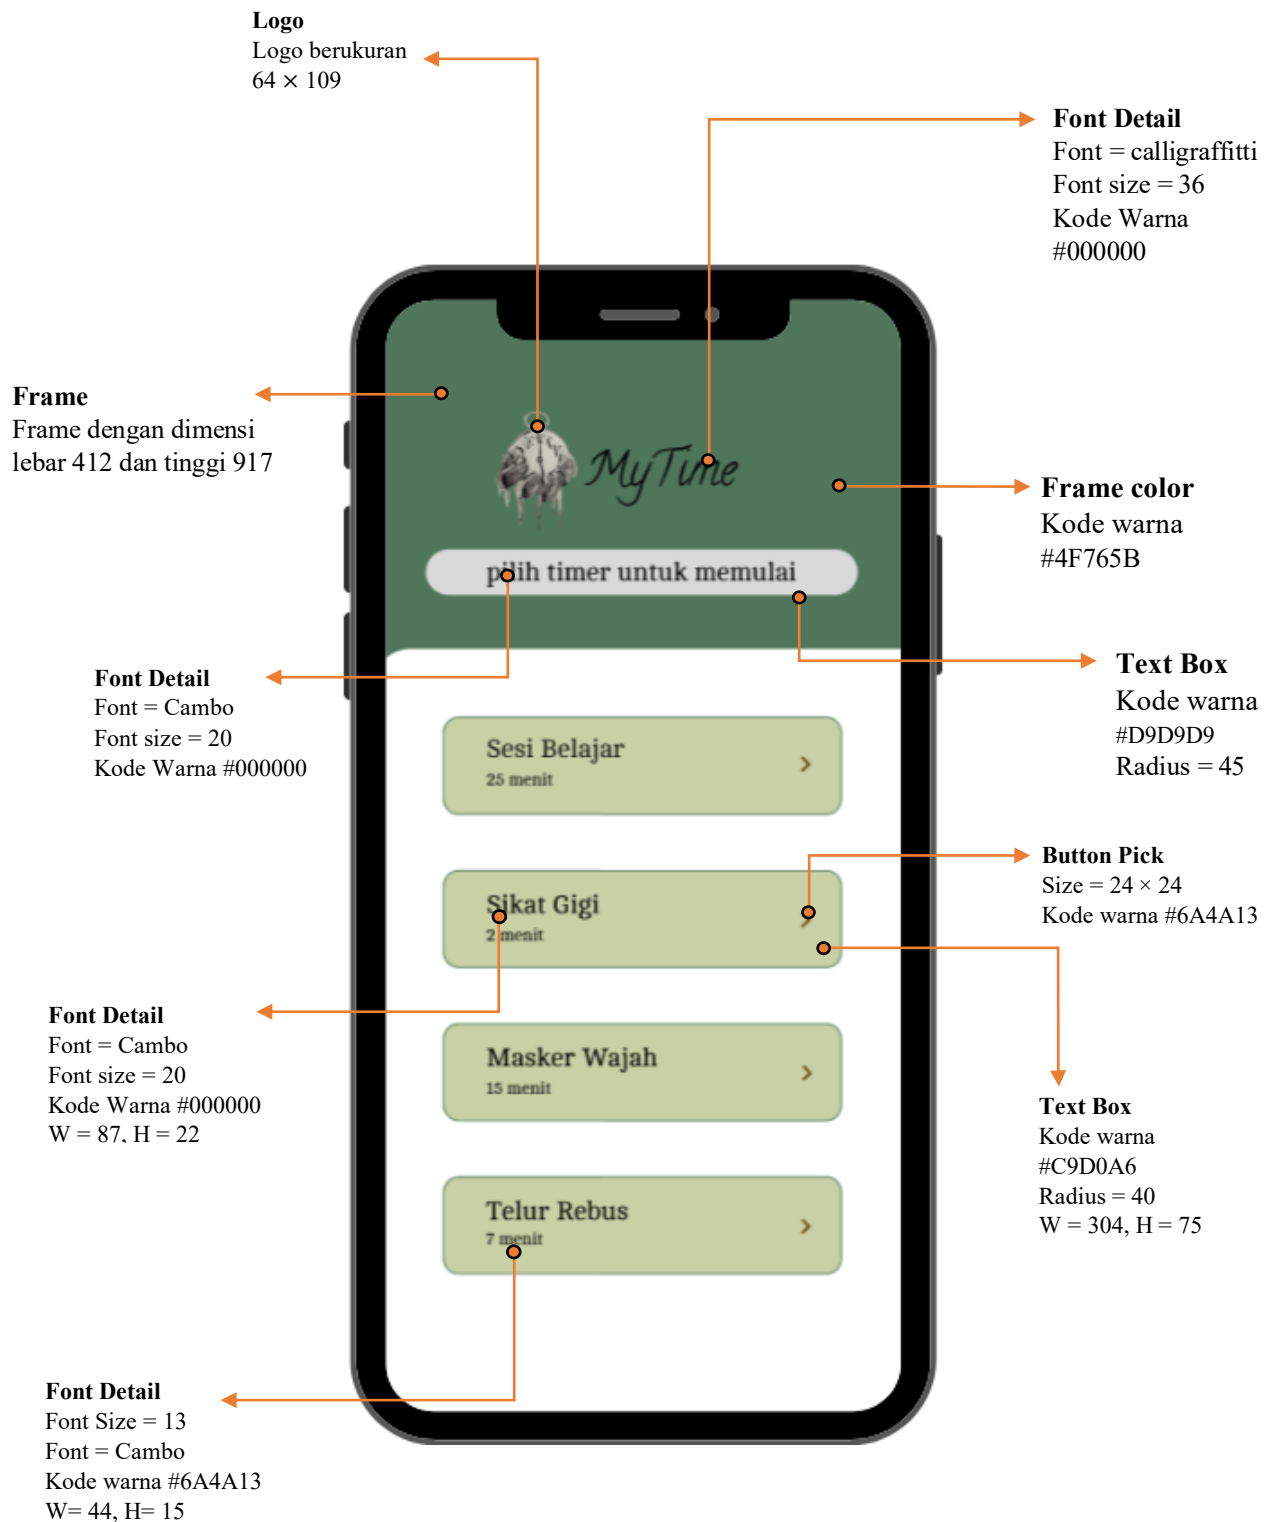 Logo
Logo berukuran
64 × 109
Font Detail
Font = calligraffitti
Font size = 36
Kode Warna
#000000
Frame
Frame dengan dimensi
lebar 412 dan tinggi 917
MyTime
Frame color
Kode warna
#4F765B
pilih timer untuk memulai
Font Detail
Font = Cambo
Font size = 20
Kode Warna #000000
Text Box
Kode warna
#D9D9D9
Radius = 45
Sesi Belajar
25 menit
Button Pick
Size = 24 × 24
Kode warna #6A4A13
Sikat Gigi
2 menit
Font Detail
Font = Cambo
Font size = 20
Kode Warna #000000
W = 87, H = 22
Masker Wajah
15 menit
Text Box
Kode warna
#C9D0A6
Radius = 40
W = 304, H = 75
Telur Rebus
7 menit
Font Detail
Font Size = 13
Font = Cambo
Kode warna #6A4A13
W= 44, H= 15